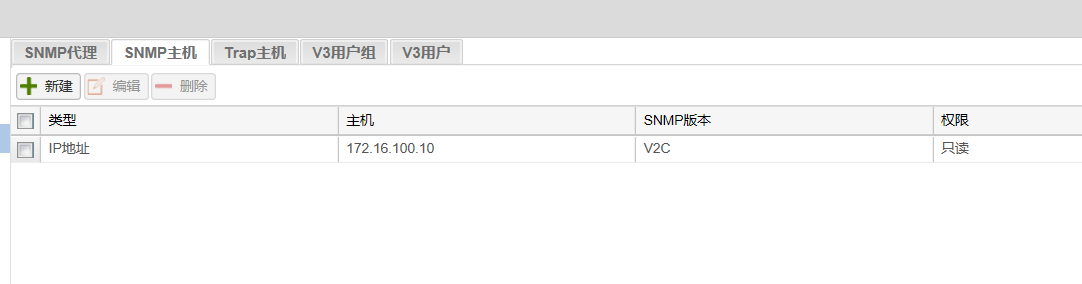 SNMP代理 SNMP主机 Trap主机 V3用户组 V3用户
新建 编辑 删除
类型 主机 SNMP版本 权限
IP地址 172.16.100.10 V2C 只读